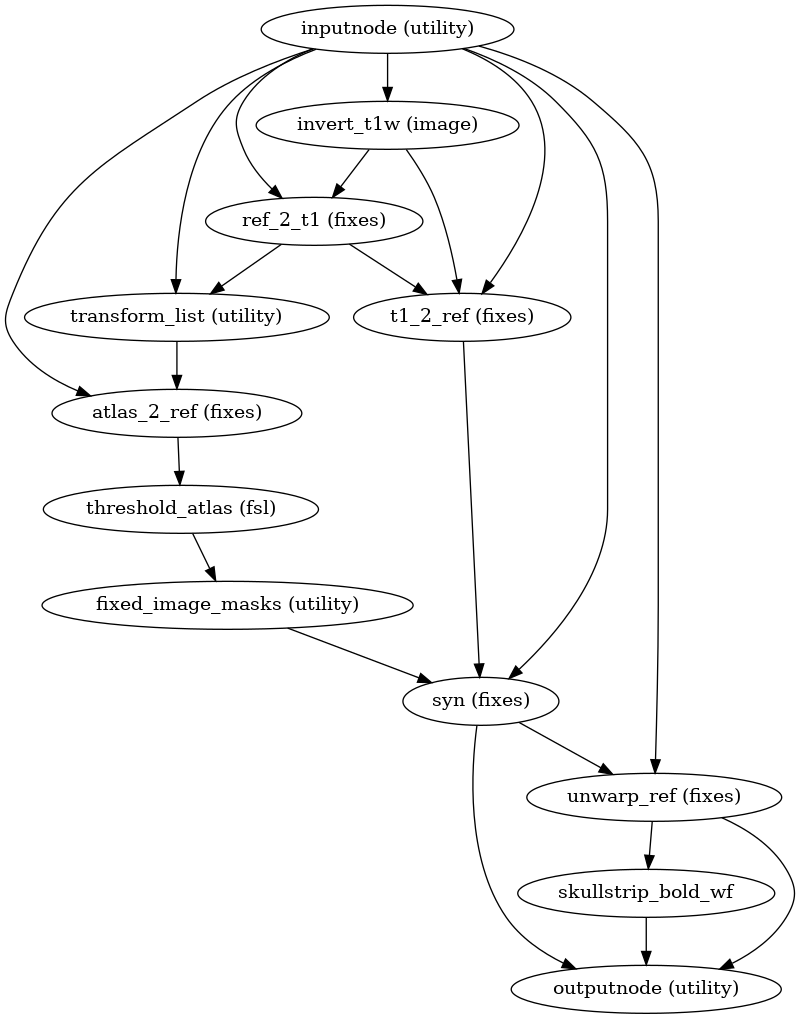 inputnode (utility)
invert_t1w (image)
ref_2_t1 (fixes)
transform_list (utility)
t1_2_ref (fixes)
atlas_2_ref (fixes)
threshold_atlas (fsl)
fixed_image_masks (utility)
syn (fixes)
unwarp_ref (fixes)
skullstrip_bold_wf
outputnode (utility)